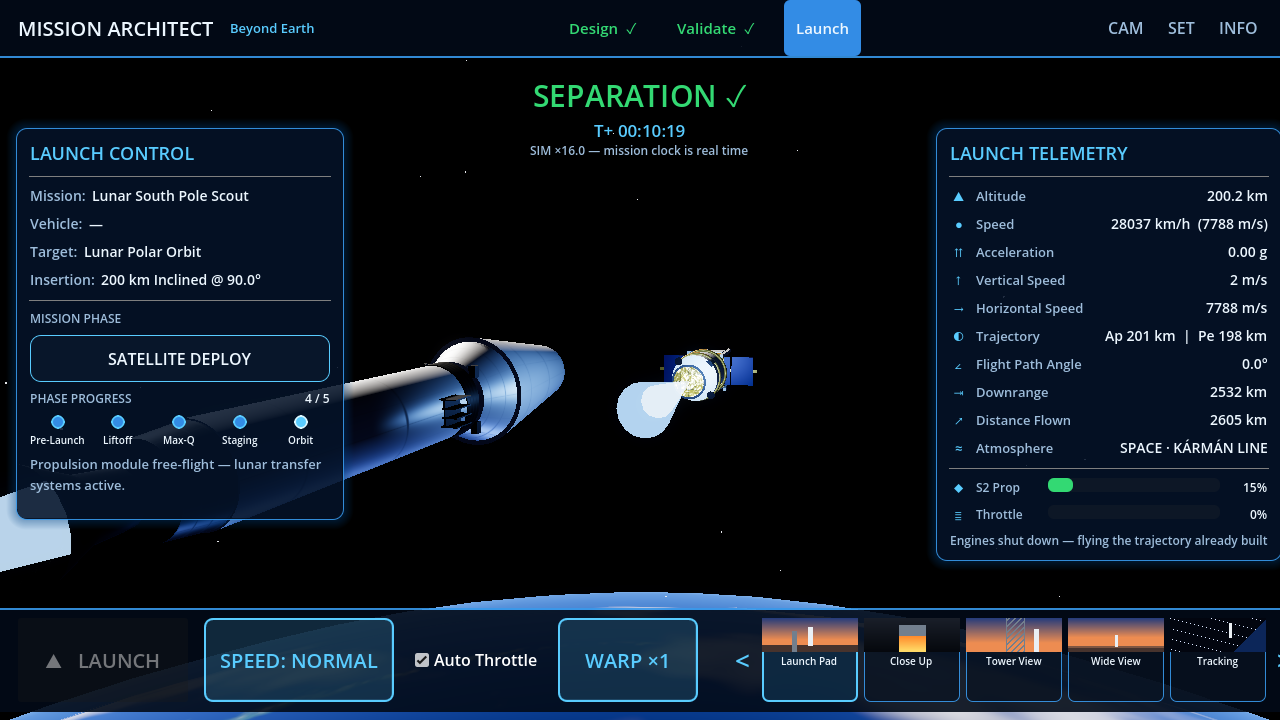 MISSION ARCHITECT Beyond Earth
Design ✓ Validate ✓ Launch
CAM SET INFO
SEPARATION ✓
T+ 00:10:19
SIM ×16.0 — mission clock is real time
LAUNCH CONTROL
Mission: Lunar South Pole Scout
Vehicle: —
Target: Lunar Polar Orbit
Insertion: 200 km Inclined @ 90.0°
MISSION PHASE
SATELLITE DEPLOY
PHASE PROGRESS 4 / 5
Pre-Launch Liftoff Max-Q Staging Orbit
Propulsion module free-flight — lunar transfer
systems active.
LAUNCH TELEMETRY
Altitude 200.2 km
Speed 28037 km/h (7788 m/s)
Acceleration 0.00 g
Vertical Speed 2 m/s
Horizontal Speed 7788 m/s
Trajectory Ap 201 km | Pe 198 km
Flight Path Angle 0.0°
Downrange 2532 km
Distance Flown 2605 km
Atmosphere SPACE · KÁRMÁN LINE
S2 Prop 15%
Throttle 0%
Engines shut down — flying the trajectory already built
▲ LAUNCH
SPEED: NORMAL
Auto Throttle
WARP ×1
<
Launch Pad
Close Up
Tower View
Wide View
Tracking